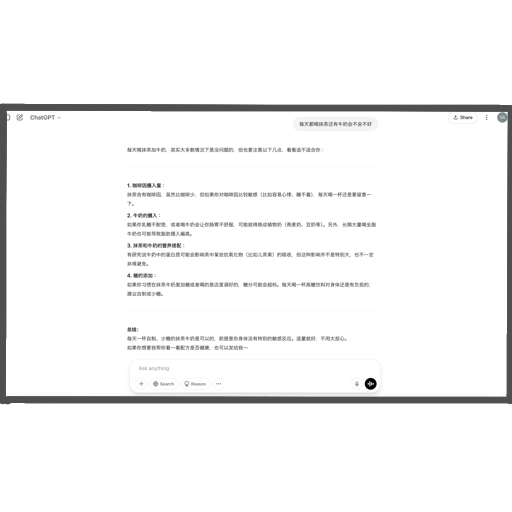 ChatGPT
Share
SA
每天都喝抹茶还有牛奶会不会不好
每天喝抹茶加牛奶，其实大多数情况下是没问题的，但也要注意以下几点，看看适不适合你：
1. 咖啡因摄入量：
抹茶含有咖啡因，虽然比咖啡少，但如果你对咖啡因比较敏感（比如容易心悸、睡不着），每天喝一杯还是要留意一
下。
2. 牛奶的摄入：
如果你乳糖不耐受，或者喝牛奶会让你肠胃不舒服，可能就得换成植物奶（燕麦奶、豆奶等）。另外，长期大量喝全脂
牛奶也可能导致脂肪摄入偏高。
3. 抹茶和牛奶的营养搭配：
有研究说牛奶中的蛋白质可能会影响茶中某些抗氧化物（比如儿茶素）的吸收，但这种影响并不是特别大，也不一定
非得避免。
4. 糖的添加：
如果你习惯在抹茶牛奶里加糖或者喝的是店里调好的，糖分可能会超标。每天喝一杯高糖饮料对身体还是有负担的，
建议自制或少糖。
总结：
每天一杯自制、少糖的抹茶牛奶是可以的，前提是你身体没有特别的敏感反应。适量就好，不用太担心。
如果你想要我帮你看一看配方是否健康，也可以发给我～
Ask anything
Search
Reason